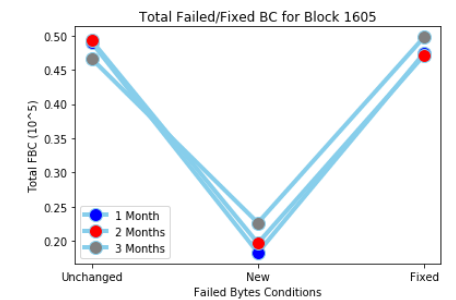 Total Failed/Fixed BC for Block 1605
Total FBC (10^5)
0.50
0.45
0.40
0.35
0.30
0.25
0.20
1 Month
2 Months
3 Months
Unchanged New Fixed
Failed Bytes Conditions